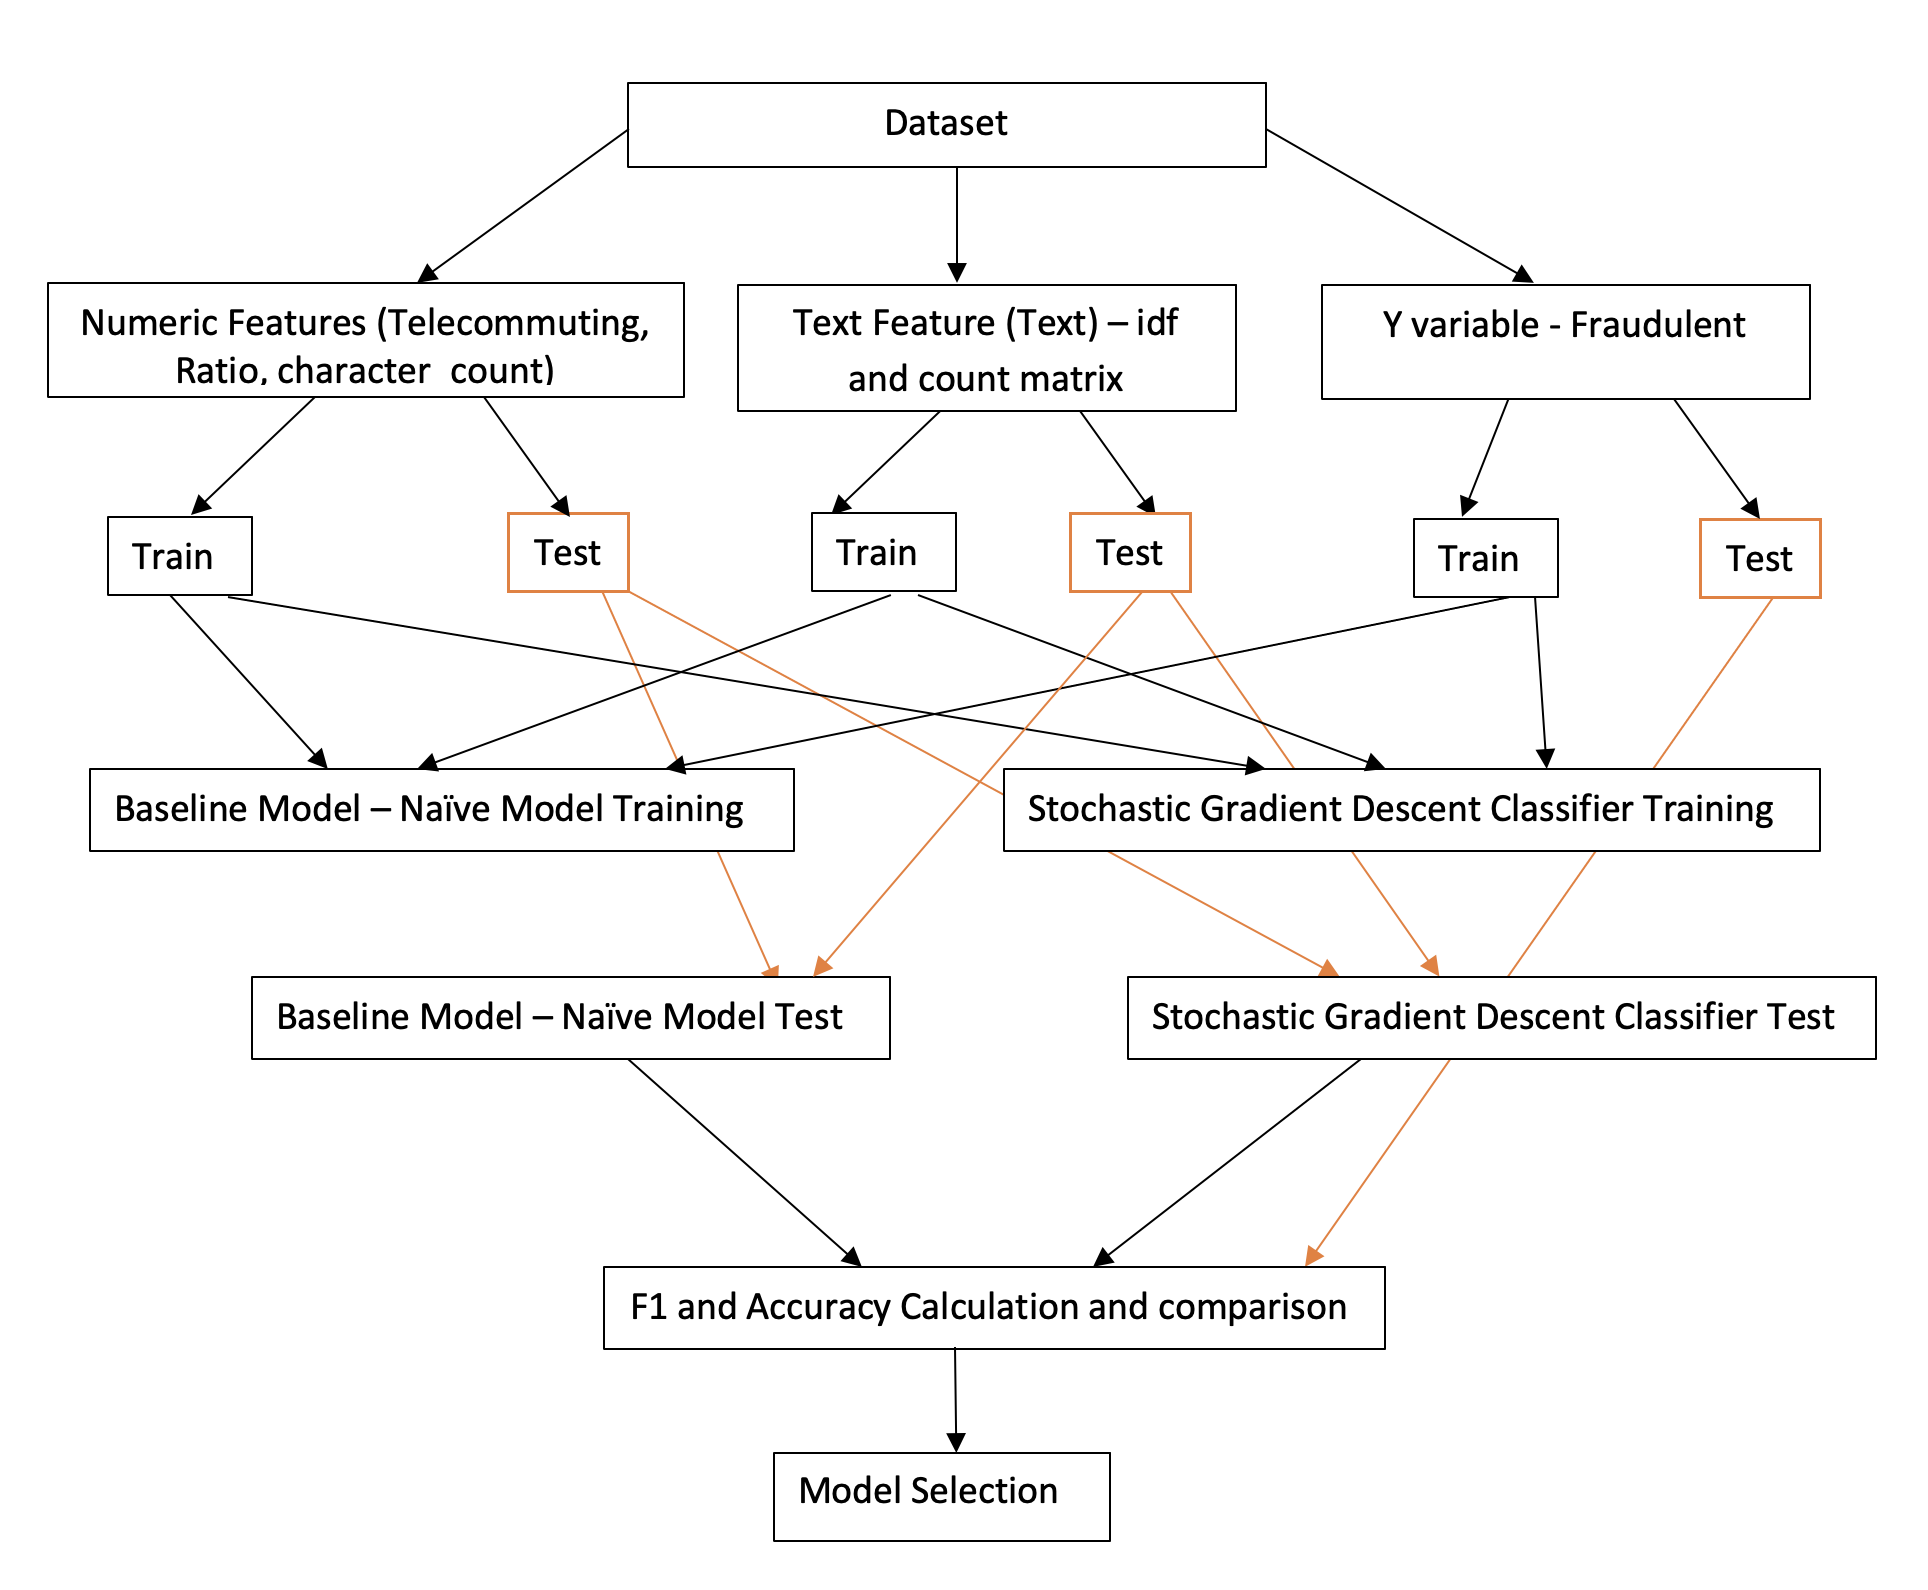 Dataset
Numeric Features (Telecommuting,
Ratio, character count)
Text Feature (Text) – idf
and count matrix
Y variable - Fraudulent
Train
Test
Train
Test
Train
Test
Baseline Model – Naïve Model Training
Stochastic Gradient Descent Classifier Training
Baseline Model – Naïve Model Test
Stochastic Gradient Descent Classifier Test
F1 and Accuracy Calculation and comparison
Model Selection